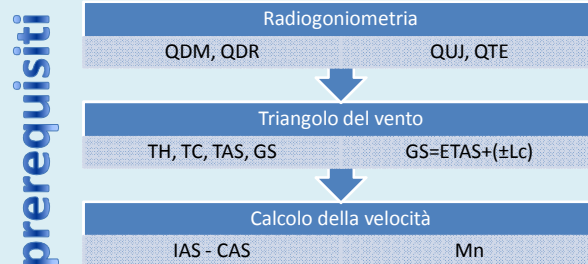 prerequisiti
Radiogoniometria
QDM, QDR QUJ, QTE
Triangolo del vento
TH, TC, TAS, GS GS=ETAS+(±Lc)
Calcolo della velocità
IAS - CAS Mn